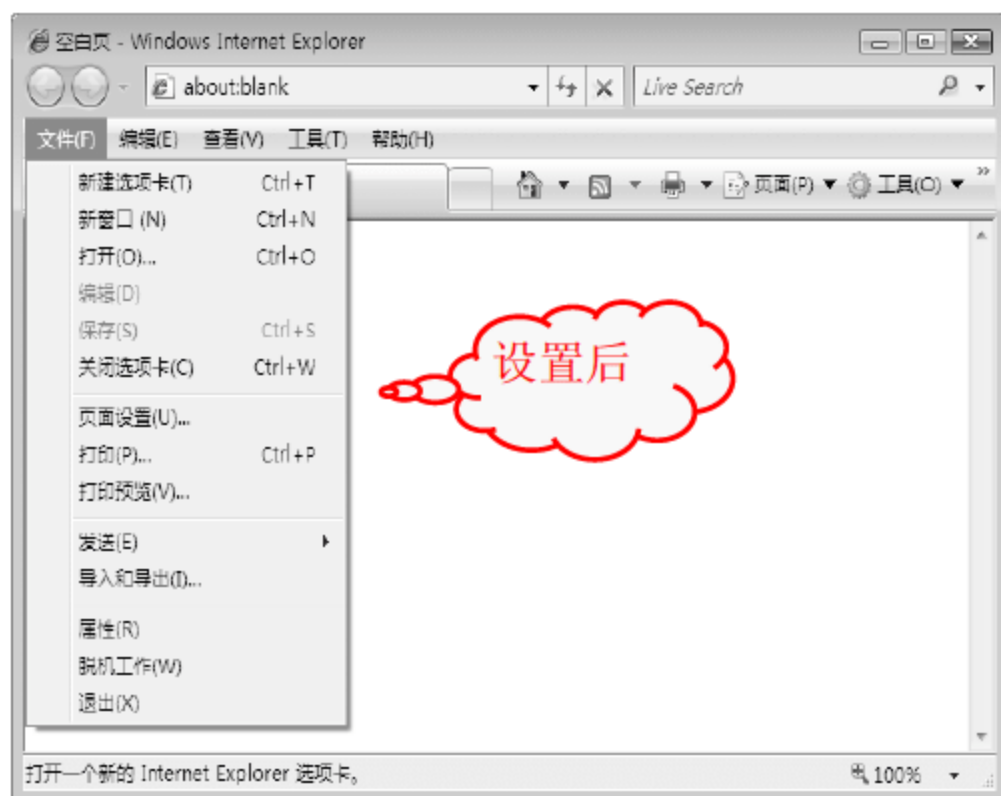 空白页 - Windows Internet Explorer
about:blank
Live Search
文件(F) 编辑(E) 查看(V) 工具(T) 帮助(H)
页面(P) 工具(O) »
新建选项卡(T) Ctrl+T
新窗口 (N) Ctrl+N
打开(O)... Ctrl+O
编辑(D)
保存(S) Ctrl+S
关闭选项卡(C) Ctrl+W
页面设置(U)...
打印(P)... Ctrl+P
打印预览(V)...
发送(E)
导入和导出(I)...
属性(R)
脱机工作(W)
退出(X)
设置后
打开一个新的 Internet Explorer 选项卡。
100%